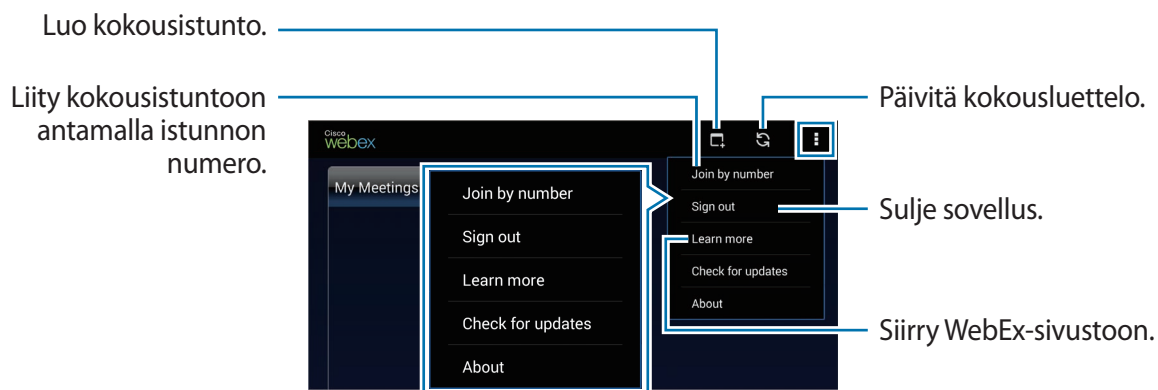 Luo kokousistunto.
Liity kokousistuntoon
antamalla istunnon
numero.
Päivitä kokousluettelo.
Cisco
webex
My Meetings
Join by number
Sign out
Learn more
Check for updates
About
Join by number
Sign out
Learn more
Check for updates
About
Sulje sovellus.
Siirry WebEx-sivustoon.